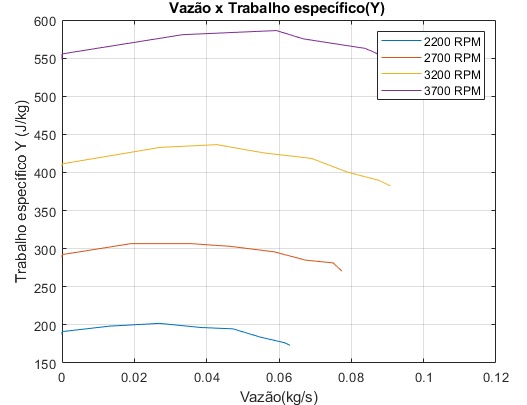 Vazão x Trabalho específico(Y)
600
550
500
450
400
350
300
250
200
150
Trabalho específico Y (J/kg)
2200 RPM
2700 RPM
3200 RPM
3700 RPM
0
0.02
0.04
0.06
0.08
0.1
0.12
Vazão(kg/s)